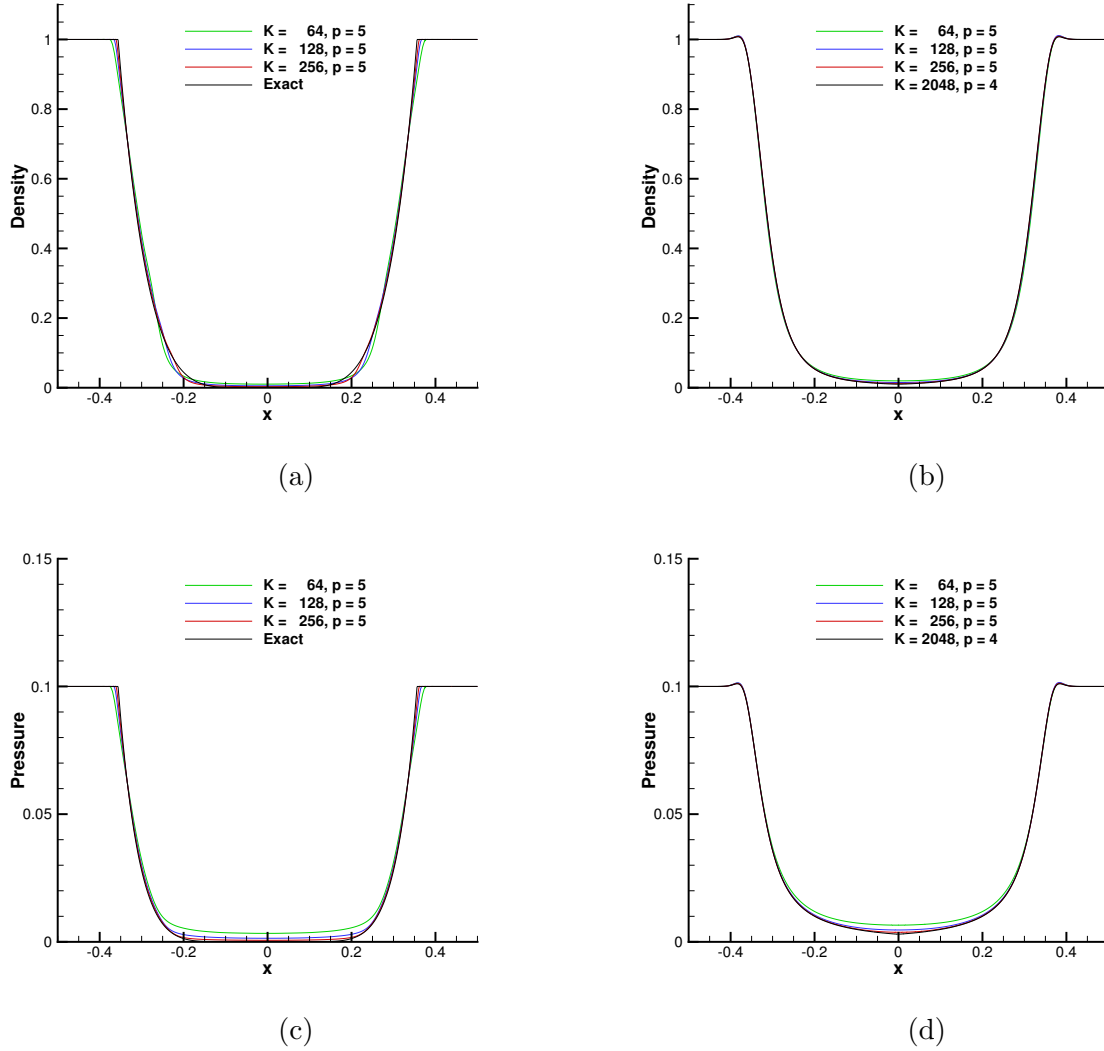 K = 64, p = 5
K = 128, p = 5
K = 256, p = 5
Exact
Density
1
0.8
0.6
0.4
0.2
0
-0.4 -0.2 0 0.2 0.4
x
(a)
K = 64, p = 5
K = 128, p = 5
K = 256, p = 5
K = 2048, p = 4
Density
1
0.8
0.6
0.4
0.2
0
-0.4 -0.2 0 0.2 0.4
x
(b)
K = 64, p = 5
K = 128, p = 5
K = 256, p = 5
Exact
Pressure
0.15
0.1
0.05
0
-0.4 -0.2 0 0.2 0.4
x
(c)
K = 64, p = 5
K = 128, p = 5
K = 256, p = 5
K = 2048, p = 4
Pressure
0.15
0.1
0.05
0
-0.4 -0.2 0 0.2 0.4
x
(d)